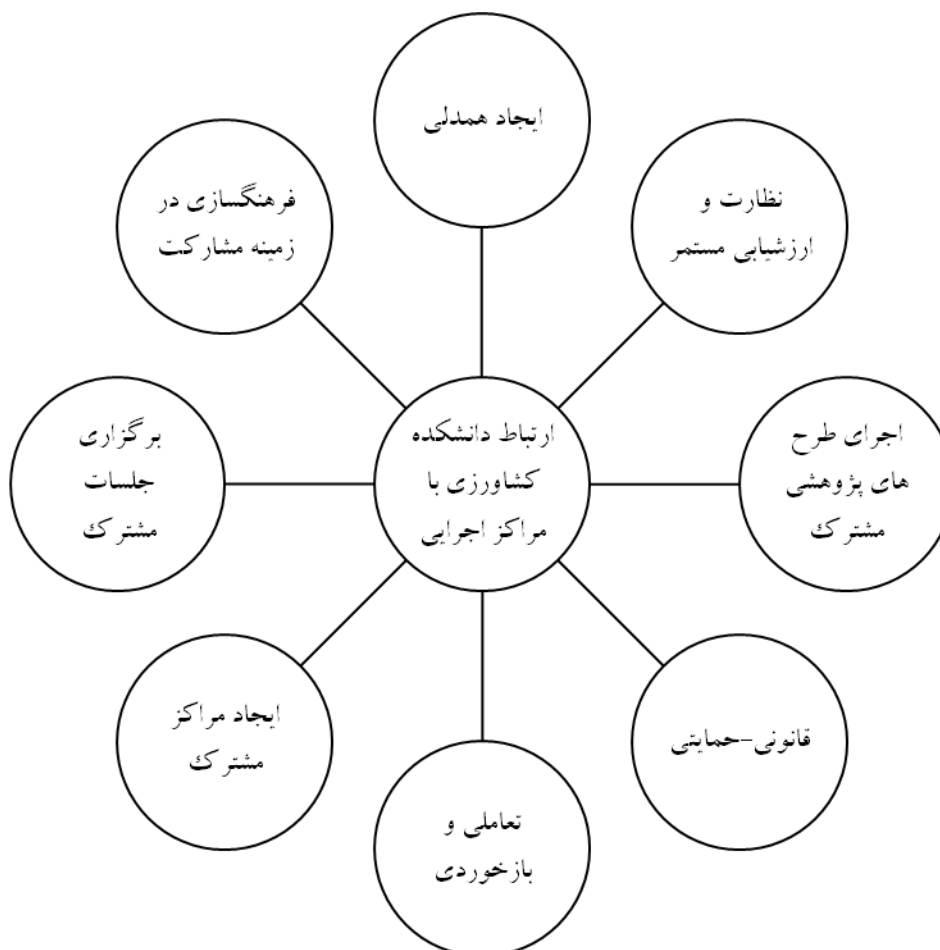 ایجاد همدلی
نظارت و
ارزشیابی مستمر
اجرای طرح
های پژوهشی
مشترک
قانونی-حمایتی
تعاملی و
بازخوردی
ایجاد مراکز
مشترک
برگزاری
جلسات
مشترک
فرهنگسازی در
زمینه مشارکت
ارتباط دانشکده
کشاورزی با
مراکز اجرایی